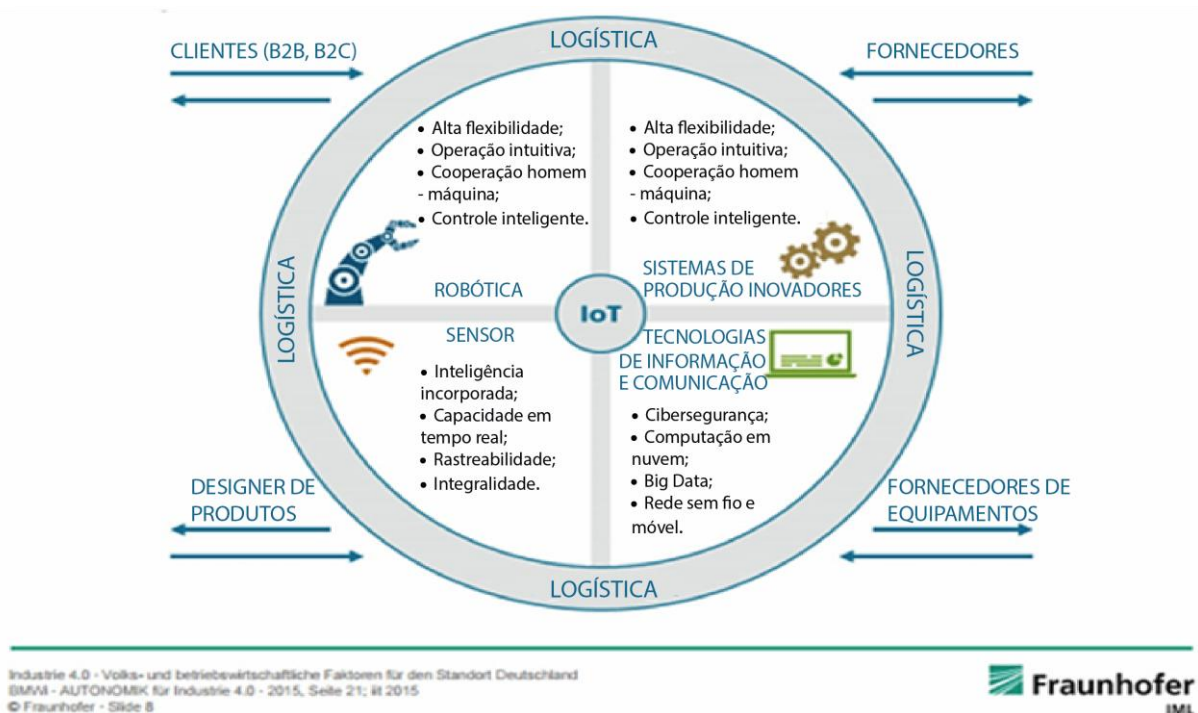 LOGÍSTICA
CLIENTES (B2B, B2C)
FORNECEDORES
• Alta flexibilidade;
• Operação intuitiva;
• Cooperação homem
- máquina;
• Controle inteligente.
• Alta flexibilidade;
• Operação intuitiva;
• Cooperação homem
- máquina;
• Controle inteligente.
LOGÍSTICA
LOGÍSTICA
ROBÓTICA
SISTEMAS DE
PRODUÇÃO INOVADORES
IoT
SENSOR
• Inteligência
incorporada;
• Capacidade em
tempo real;
• Rastreabilidade;
• Integralidade.
TECNOLOGIAS
DE INFORMAÇÃO
E COMUNICAÇÃO
• Cibersegurança;
• Computação em
nuvem;
• Big Data;
• Rede sem fio e
móvel.
DESIGNER DE
PRODUTOS
FORNECEDORES DE
EQUIPAMENTOS
LOGÍSTICA
Industrie 4.0 - Volks- und betriebswirtschaftliche Faktoren für den Standort Deutschland
BMWi - AUTONOMIK für Industrie 4.0 - 2015, Seite 21; iit 2015
© Fraunhofer - Slide 8
Fraunhofer
IML